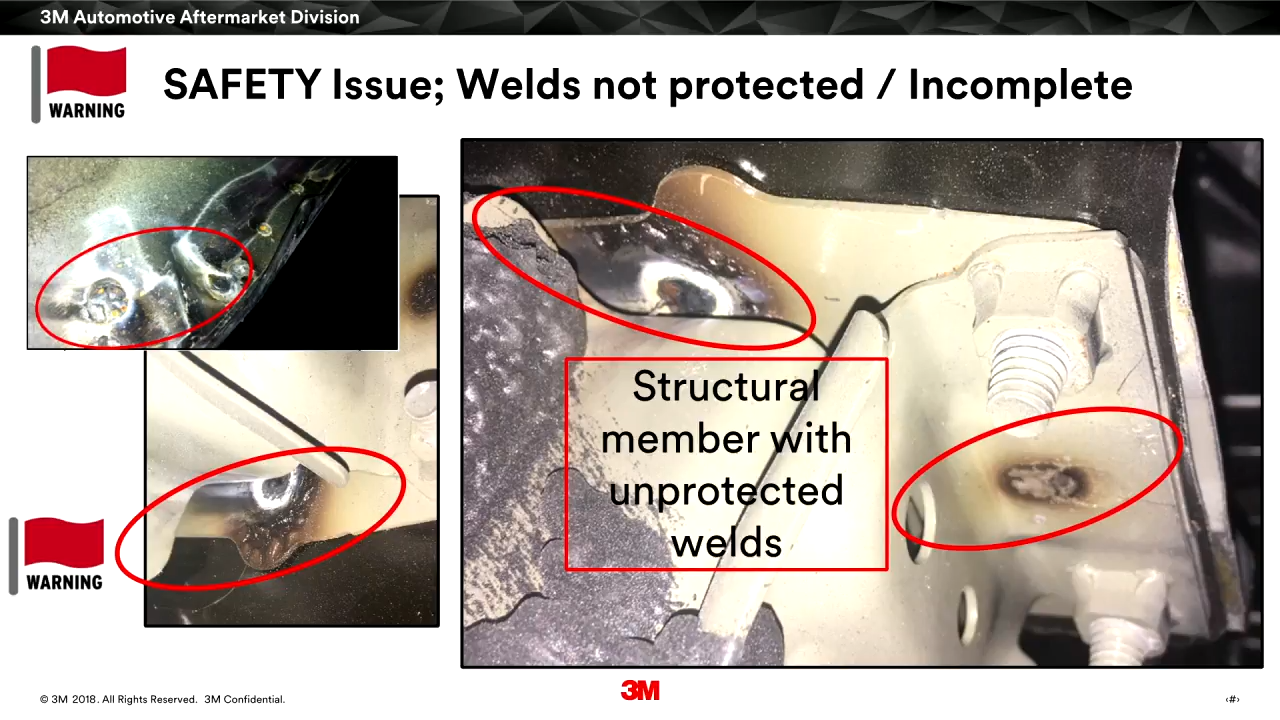 3M Automotive Aftermarket Division
WARNING
SAFETY Issue; Welds not protected / Incomplete
Structural
member with
unprotected
welds
WARNING
© 3M 2018. All Rights Reserved. 3M Confidential.
3M
‹#›